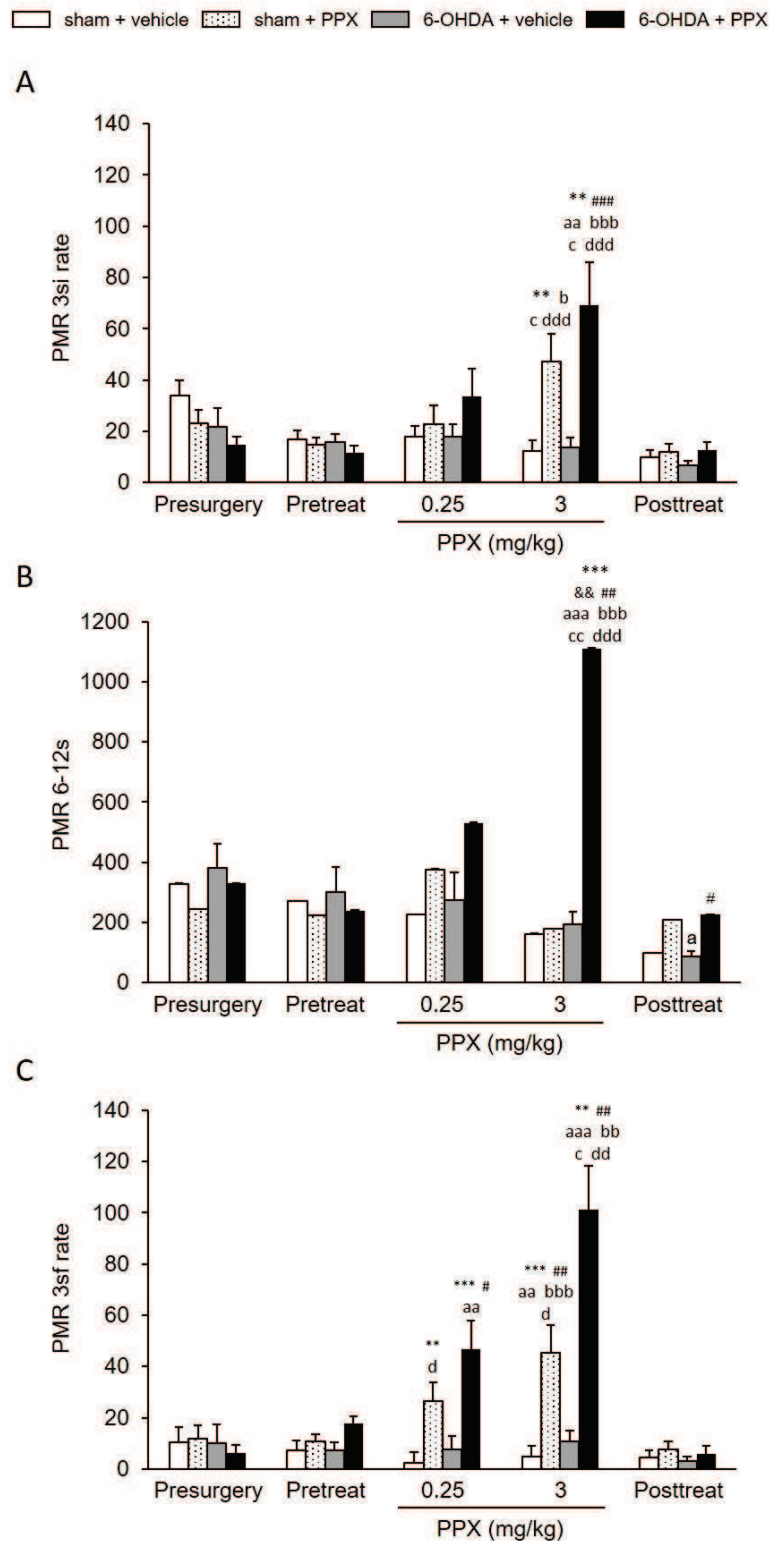 sham + vehicle sham + PPX 6-OHDA + vehicle 6-OHDA + PPX
A
140
120
100
80
60
40
20
0
PMR 3si rate
** b
c ddd
** ###
aa bbb
c ddd
Presurgery Pretreat 0.25 3 Posttreat
PPX (mg/kg)
B
1200
1000
800
600
400
200
0
PMR 6-12s
***
&& ##
aaa bbb
cc ddd
a
#
Presurgery Pretreat 0.25 3 Posttreat
PPX (mg/kg)
C
140
120
100
80
60
40
20
0
PMR 3sf rate
**
d
*** #
aa
*** ##
aa bbb
d
** ##
aaa bb
c dd
Presurgery Pretreat 0.25 3 Posttreat
PPX (mg/kg)